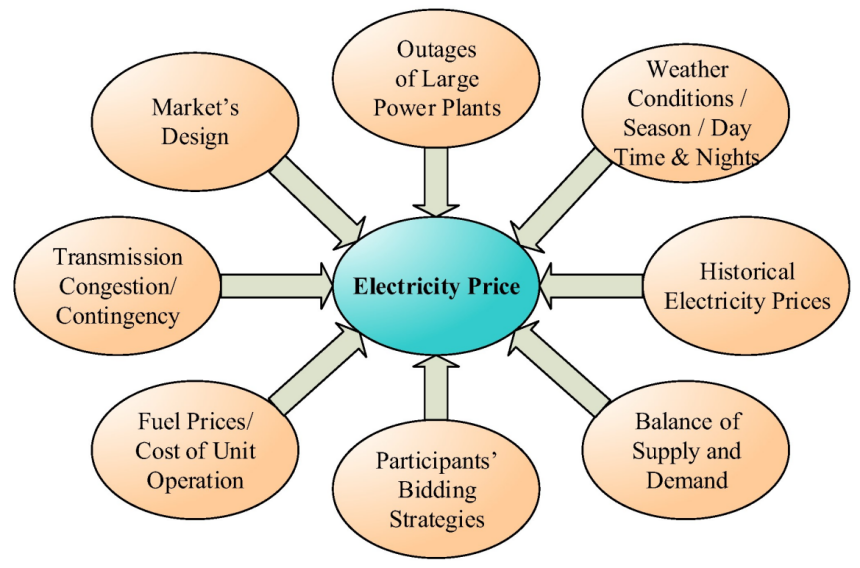 Outages
of Large
Power Plants
Weather
Conditions /
Season / Day
Time & Nights
Market's
Design
Transmission
Congestion/
Contingency
Electricity Price
Historical
Electricity Prices
Fuel Prices/
Cost of Unit
Operation
Participants'
Bidding
Strategies
Balance of
Supply and
Demand